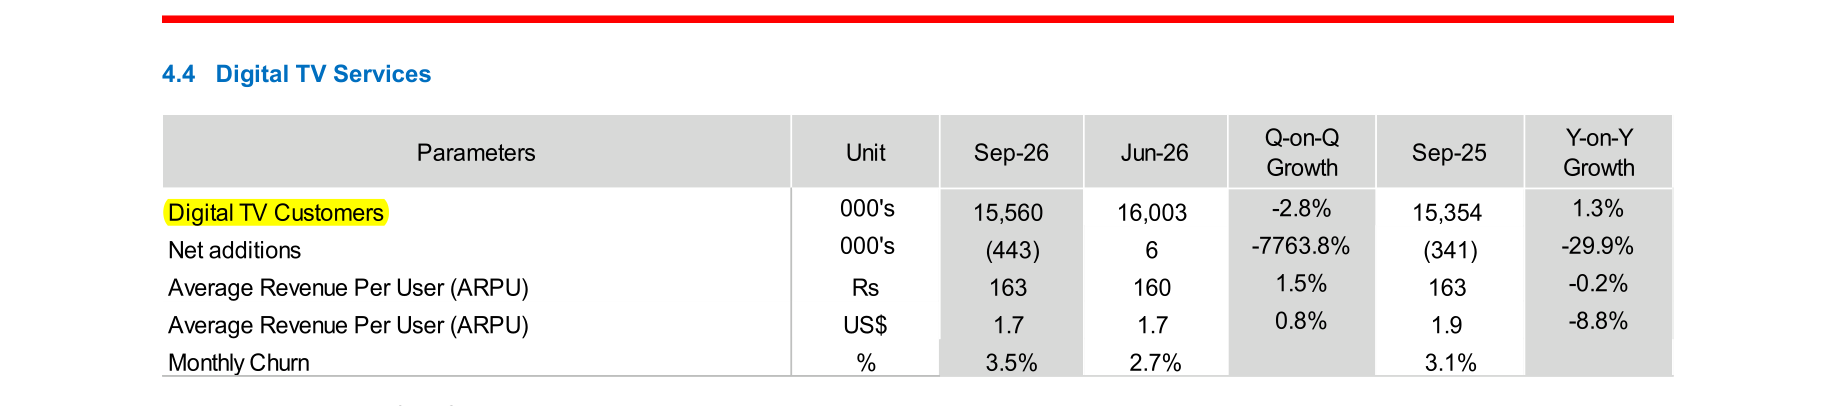 4.4 Digital TV Services
Parameters Unit Sep-26 Jun-26 Q-on-Q Growth Sep-25 Y-on-Y Growth
Digital TV Customers 000's 15,560 16,003 -2.8% 15,354 1.3%
Net additions 000's (443) 6 -7763.8% (341) -29.9%
Average Revenue Per User (ARPU) Rs 163 160 1.5% 163 -0.2%
Average Revenue Per User (ARPU) US$ 1.7 1.7 0.8% 1.9 -8.8%
Monthly Churn % 3.5% 2.7% 3.1%